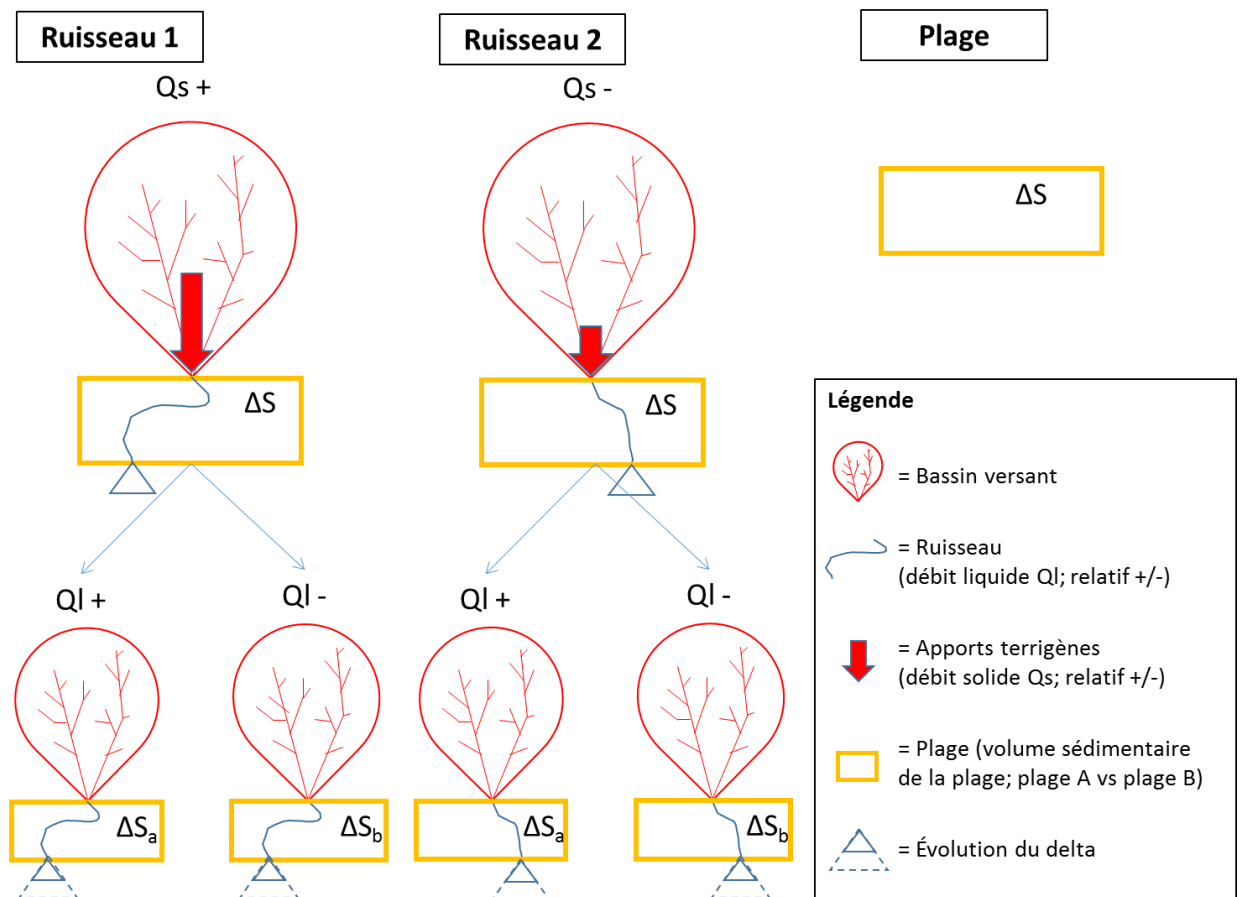 Ruisseau 1
Ruisseau 2
Plage
Qs +
Qs -
ΔS
ΔS
ΔS
Ql +
Ql -
Ql +
Ql -
ΔSa
ΔSb
ΔSa
ΔSb
Légende
= Bassin versant
= Ruisseau
(débit liquide Ql; relatif +/-)
= Apports terrigènes
(débit solide Qs; relatif +/-)
= Plage (volume sédimentaire
de la plage; plage A vs plage B)
= Évolution du delta